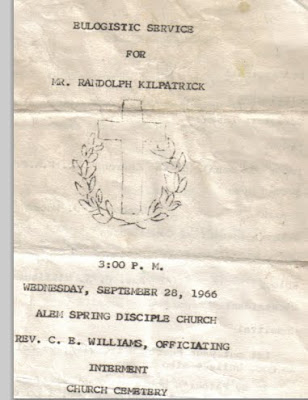 EULOGISTIC SERVICE
FOR
MR. RANDOLPH KILPATRICK
3:00 P. M.
WEDNESDAY, SEPTEMBER 28, 1966
ALEM SPRING DISCIPLE CHURCH
REV. C. E. WILLIAMS, OFFICIATING
INTERMENT
CHURCH CEMETERY